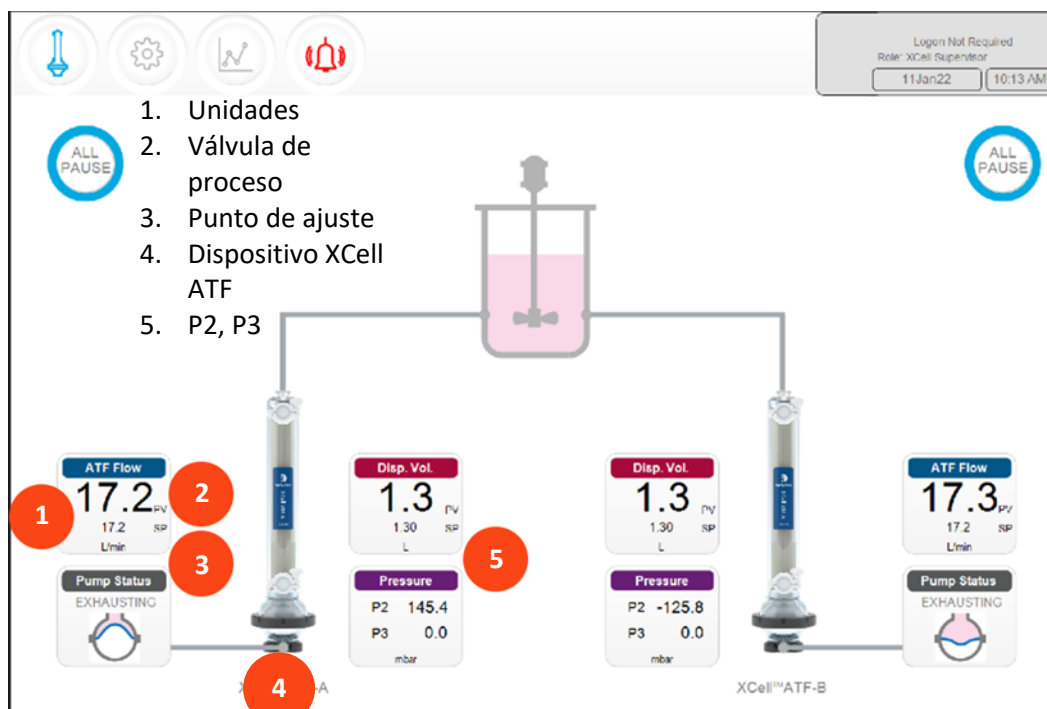 Logon Not Required
Role: XCell Supervisor
11Jan22 10:13 AM
1. Unidades
2. Válvula de
proceso
3. Punto de ajuste
4. Dispositivo XCell
ATF
5. P2, P3
ALL
PAUSE
ALL
PAUSE
ATF Flow
17.2 PV
17.2 SP
L/min
1
2
3
Pump Status
EXHAUSTING
Disp. Vol.
1.3 PV
1.30 SP
L
5
Pressure
P2 145.4
P3 0.0
mbar
4
-A
Disp. Vol.
1.3 PV
1.30 SP
L
Pressure
P2 -125.8
P3 0.0
mbar
ATF Flow
17.3 PV
17.2 SP
L/min
Pump Status
EXHAUSTING
XCell™ATF-B